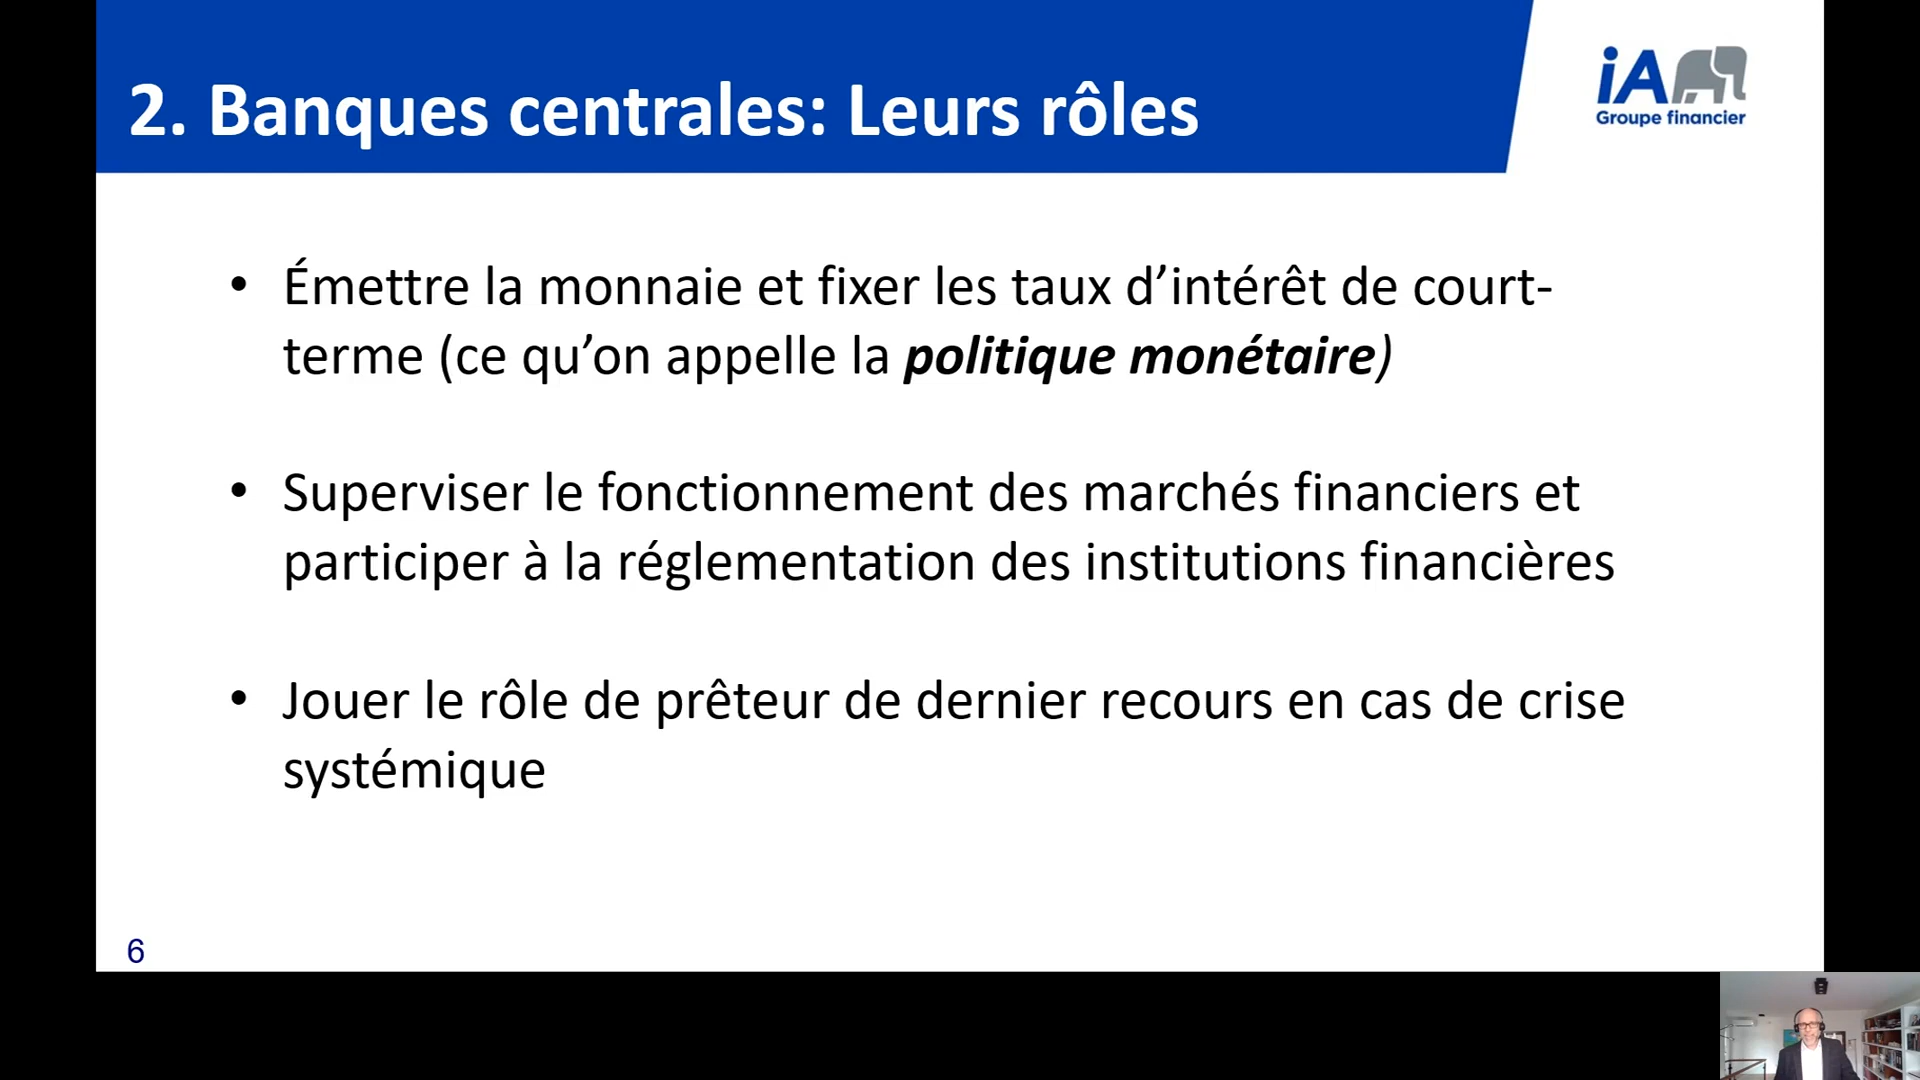 2. Banques centrales: Leurs rôles
iA
Groupe financier
• Émettre la monnaie et fixer les taux d’intérêt de court-
terme (ce qu’on appelle la politique monétaire)
• Superviser le fonctionnement des marchés financiers et
participer à la réglementation des institutions financières
• Jouer le rôle de prêteur de dernier recours en cas de crise
systémique
6